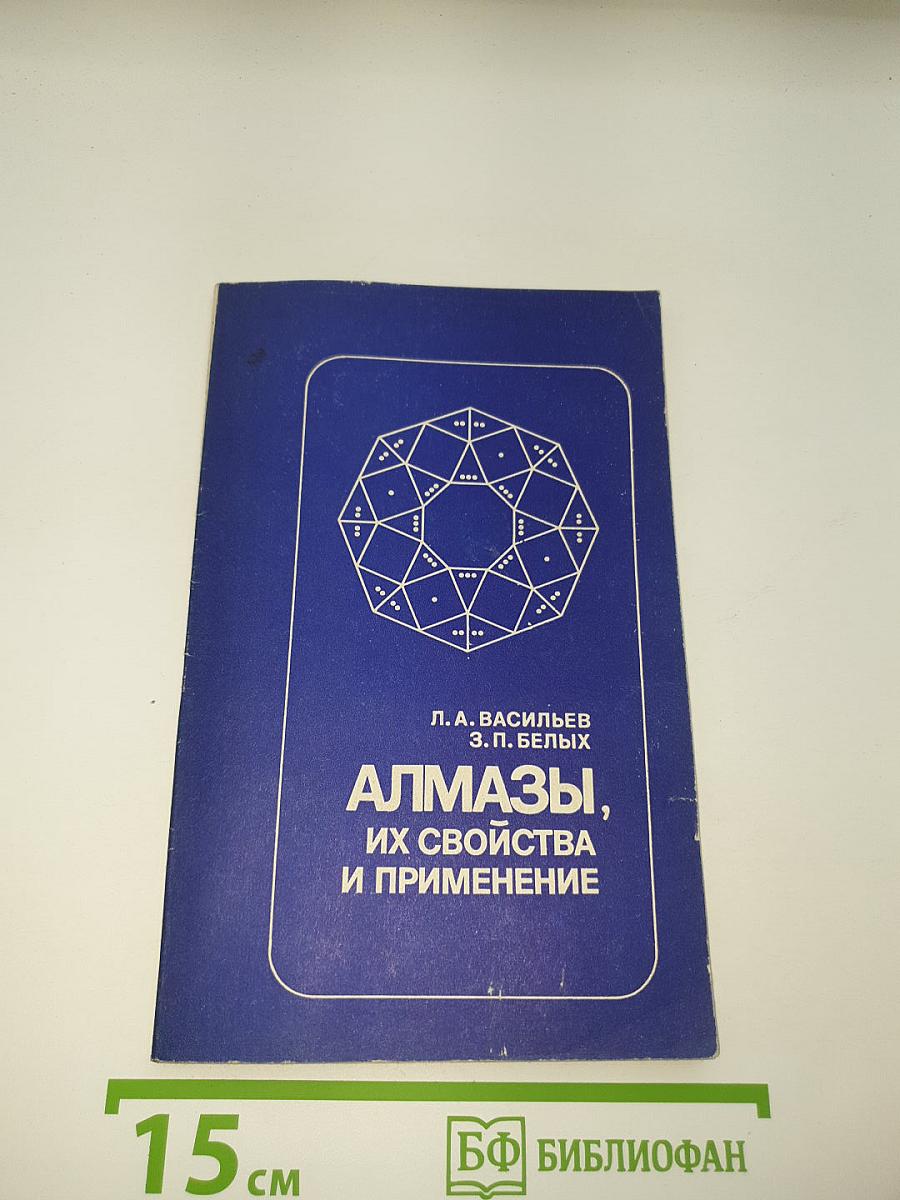 Л. А. ВАСИЛЬЕВ
З. П. БЕЛЫХ
АЛМАЗЫ,
ИХ СВОЙСТВА
И ПРИМЕНЕНИЕ
15 см
БФ БИБЛИОФАН